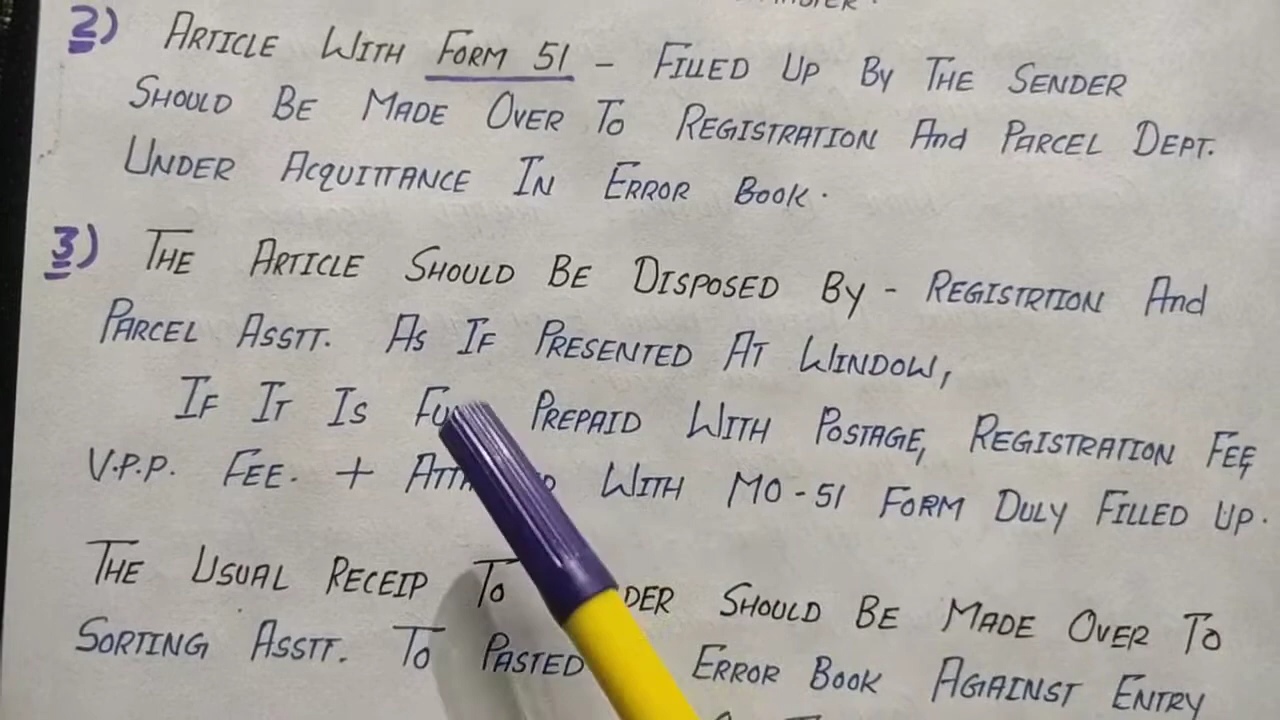 2) ARTICLE WITH FORM 51 - FILLED UP BY THE SENDER
SHOULD BE MADE OVER TO REGISTRATION And PARCEL DEPT.
UNDER ACQUITTANCE IN ERROR BOOK.
3) THE ARTICLE SHOULD BE DISPOSED BY - REGISTRTION And
PARCEL ASSTT. AS IF PRESENTED AT WINDOW,
IF IT IS PREPAID WITH POSTAGE, REGISTRATION FEE,
V.P.P. FEE. + WITH MO-51 FORM DULY FILLED UP.
THE USUAL RECEIP TO SHOULD BE MADE OVER TO
SORTING ASSTT. TO PASTED ERROR BOOK AGAINST ENTRY